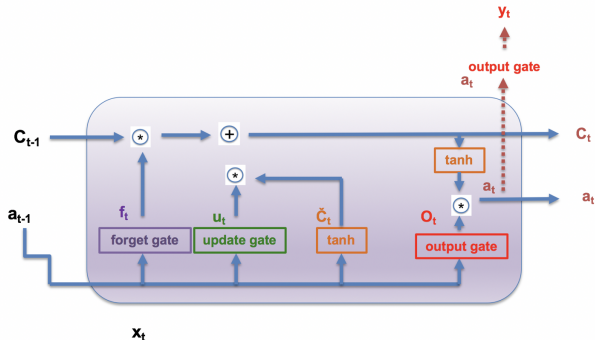 yt
output gate
at
Ct-1
*
+
Ct
tanh
*
at
*
at
at-1
ft
ut
Čt
Ot
forget gate
update gate
tanh
output gate
xt